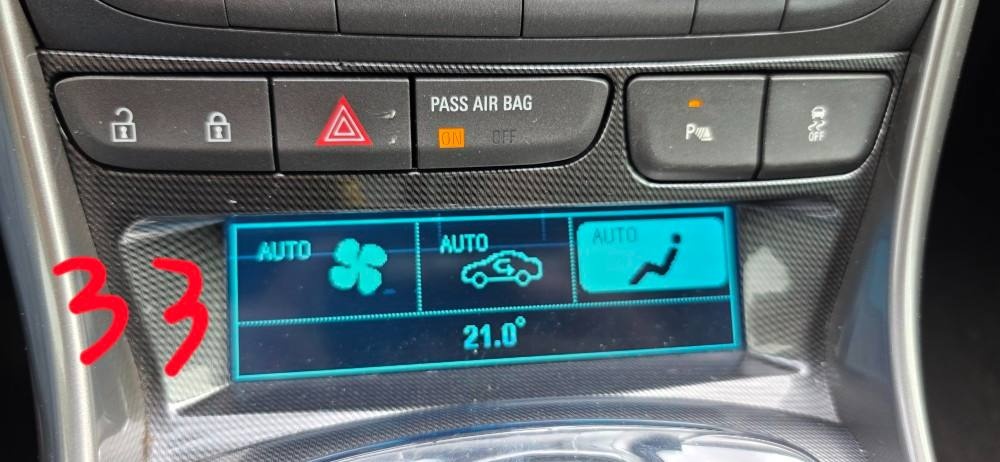 PASS AIR BAG
ON OFF
P
OFF
AUTO AUTO AUTO
33
21.0°